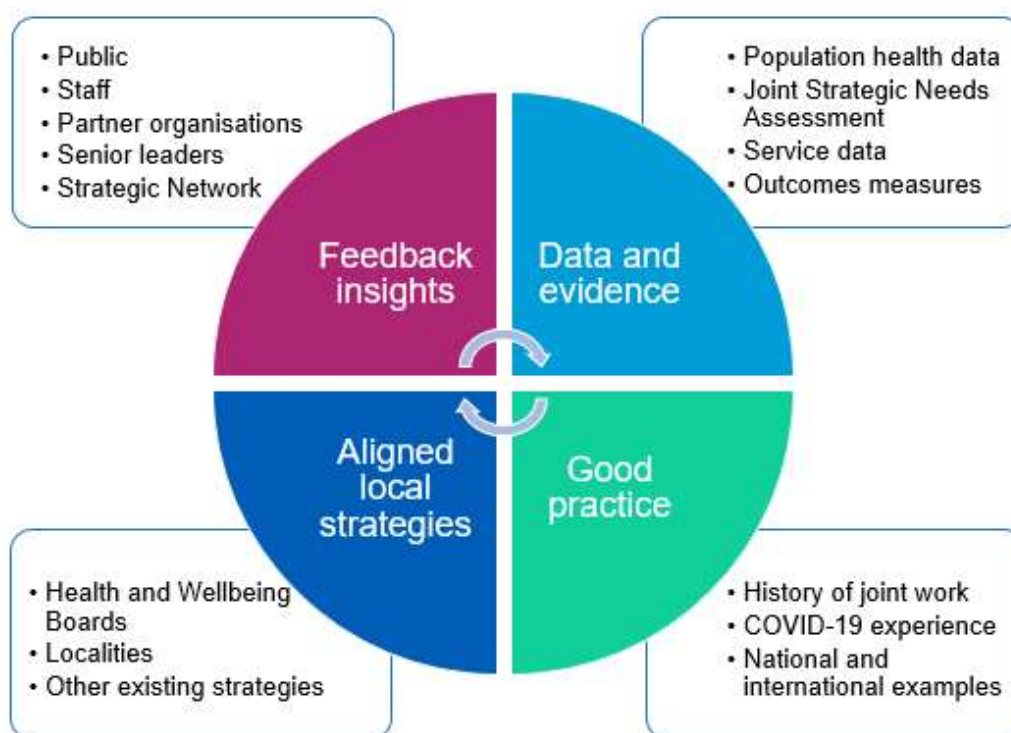 • Public
• Staff
• Partner organisations
• Senior leaders
• Strategic Network
• Population health data
• Joint Strategic Needs
Assessment
• Service data
• Outcomes measures
Feedback
insights
Data and
evidence
Aligned
local
strategies
Good
practice
• Health and Wellbeing
Boards
• Localities
• Other existing strategies
• History of joint work
• COVID-19 experience
• National and
international examples